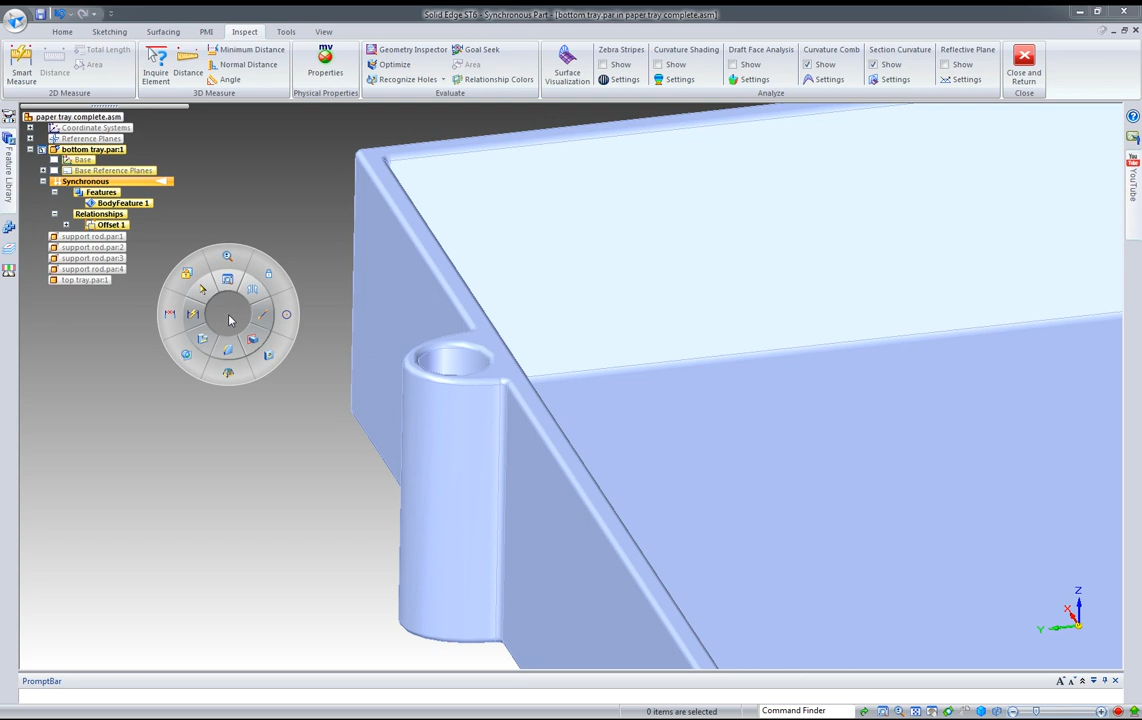 Solid Edge ST6 - Synchronous Part - [bottom tray.par in paper tray complete.asm]
Home Sketching Surfacing PMI Inspect Tools View
Smart Measure
Distance
Total Length
Area
2D Measure
Inquire Element
Distance
Minimum Distance
Normal Distance
Angle
3D Measure
Properties
Physical Properties
Geometry Inspector
Optimize
Recognize Holes
Goal Seek
Area
Relationship Colors
Evaluate
Surface Visualization
Zebra Stripes
Show
Settings
Curvature Shading
Show
Settings
Draft Face Analysis
Show
Settings
Curvature Comb
Show
Settings
Section Curvature
Show
Settings
Reflective Plane
Show
Settings
Analyze
Close and Return
Close
Feature Library
paper tray complete.asm
Coordinate Systems
Reference Planes
bottom tray.par:1
Base
Base Reference Planes
Synchronous
Features
BodyFeature 1
Relationships
Offset 1
support rod.par:1
support rod.par:2
support rod.par:3
support rod.par:4
top tray.par:1
YouTube
Z
X
Y
PromptBar
0 items are selected
Command Finder